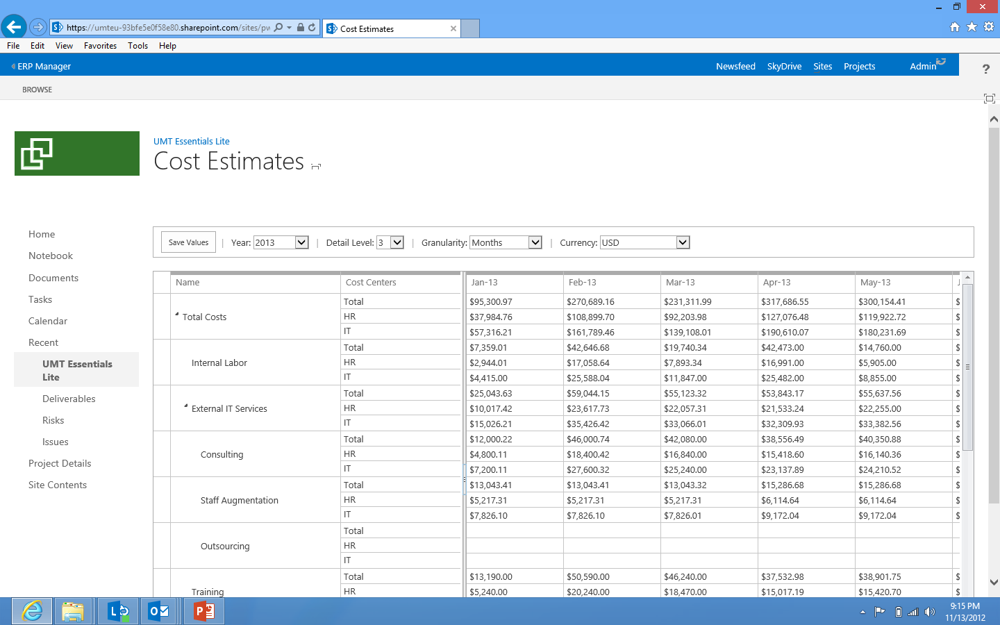 https://umteu-93bfe5e0f58e80.sharepoint.com/sites/pw
Cost Estimates
File Edit View Favorites Tools Help
ERP Manager
Newsfeed SkyDrive Sites Projects Admin ?
BROWSE
UMT Essentials Lite
Cost Estimates
Home
Notebook
Documents
Tasks
Calendar
Recent
UMT Essentials
Lite
Deliverables
Risks
Issues
Project Details
Site Contents
Save Values | Year: 2013 | Detail Level: 3 | Granularity: Months | Currency: USD
Name Cost Centers Jan-13 Feb-13 Mar-13 Apr-13 May-13
Total $95,300.97 $270,689.16 $231,311.99 $317,686.55 $300,154.41 $
Total Costs HR $37,984.76 $108,899.70 $92,203.98 $127,076.48 $119,922.72 $
IT $57,316.21 $161,789.46 $139,108.01 $190,610.07 $180,231.69 $
Total $7,359.01 $42,646.68 $19,740.34 $42,473.00 $14,760.00 $
Internal Labor HR $2,944.01 $17,058.64 $7,893.34 $16,991.00 $5,905.00 $
IT $4,415.00 $25,588.04 $11,847.00 $25,482.00 $8,855.00 $
Total $25,043.63 $59,044.15 $55,123.32 $53,843.17 $55,637.56 $
External IT Services HR $10,017.42 $23,617.73 $22,057.31 $21,533.24 $22,255.00 $
IT $15,026.21 $35,426.42 $33,066.01 $32,309.93 $33,382.56 $
Total $12,000.22 $46,000.74 $42,080.00 $38,556.49 $40,350.88 $
Consulting HR $4,800.11 $18,400.42 $16,840.00 $15,418.60 $16,140.36 $
IT $7,200.11 $27,600.32 $25,240.00 $23,137.89 $24,210.52 $
Total $13,043.41 $13,043.41 $13,043.32 $15,286.68 $15,286.68 $
Staff Augmentation HR $5,217.31 $5,217.31 $5,217.31 $6,114.64 $6,114.64 $
IT $7,826.10 $7,826.10 $7,826.01 $9,172.04 $9,172.04 $
Total
Outsourcing HR
IT
Total $13,190.00 $50,590.00 $46,240.00 $37,532.98 $38,901.75 $
Training HR $5,240.00 $20,240.00 $18,470.00 $15,017.19 $15,420.70 $
9:15 PM
11/13/2012